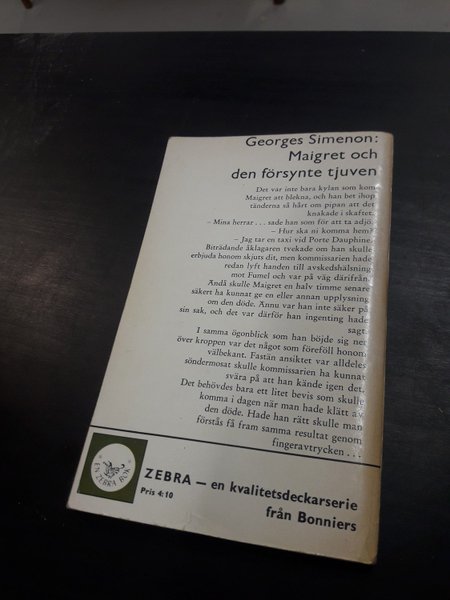 Georges Simenon:
Maigret och
den försynte tjuven
Det var inte bara kylan som kom
Maigret att blekna, och han bet ihop
tänderna så hårt om pipan att det
knakade i skaftet.
– Mina herrar . . . sade han som för att ta adjö.
– Hur ska ni komma hem?
– Jag tar en taxi vid Porte Dauphine.
Biträdande åklagaren tvekade om han skulle
erbjuda honom skjuts dit, men kommissarien hade
redan lyft handen till avskedshälsning
mot Fumel och var på väg därifrån.
Ändå skulle Maigret en halv timme senare
säkert ha kunnat ge en eller annan upplysning
om den döde. Ännu var han inte säker på
sin sak, och det var därför han ingenting hade
sagt.
I samma ögonblick som han böjde sig ner
över kroppen var det något som föreföll honom
välbekant. Fastän ansiktet var alldeles
söndermosat skulle kommissarien ha kunnat
svära på att han kände igen det.
Det behövdes bara ett litet bevis som skulle
komma i dagen när man hade klätt av
den döde. Hade han rätt skulle man
förstås få fram samma resultat genom
fingeravtrycken . . .
EN ZEBRA-BOK
ZEBRA – en kvalitetsdeckarserie
Pris 4:10
från Bonniers